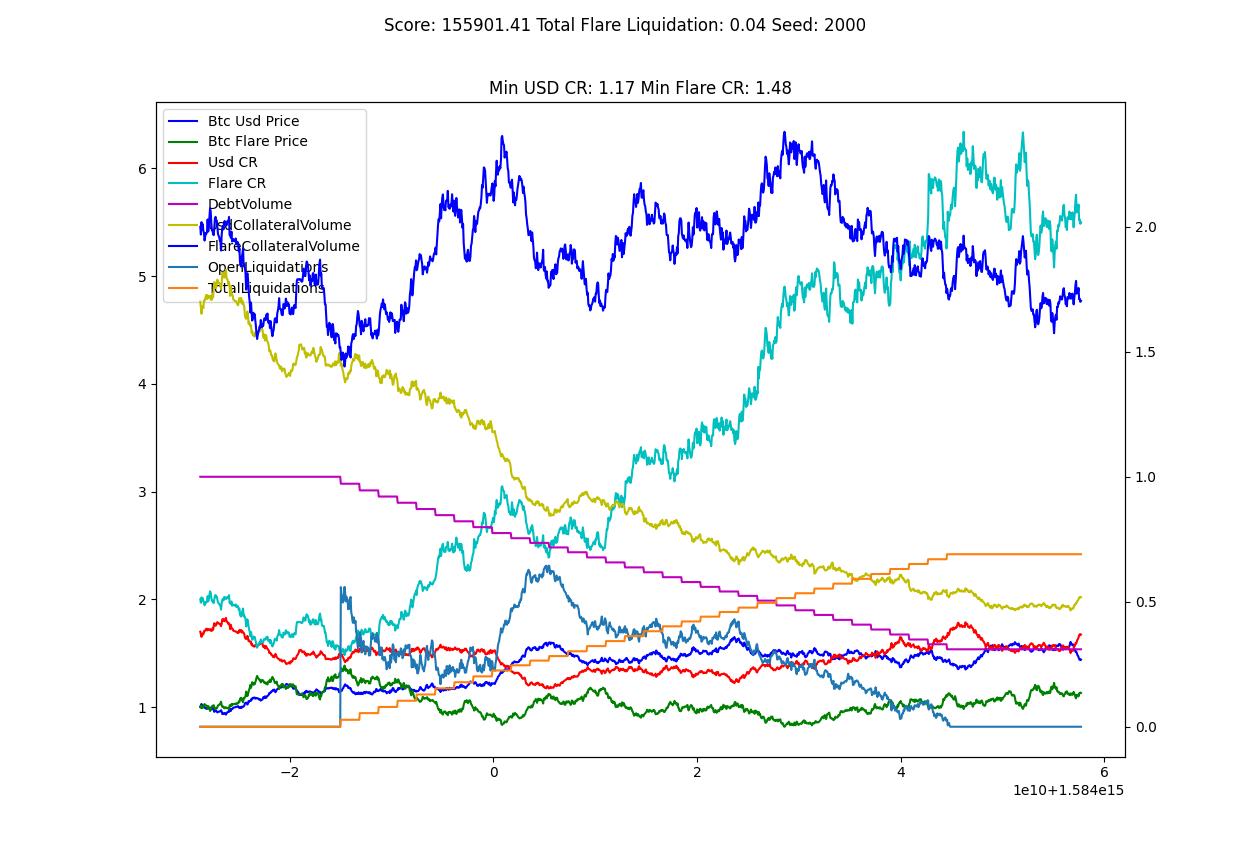 Score: 155901.41 Total Flare Liquidation: 0.04 Seed: 2000
Min USD CR: 1.17 Min Flare CR: 1.48
Btc Usd Price
Btc Flare Price
Usd CR
Flare CR
DebtVolume
UsdCollateralVolume
FlareCollateralVolume
OpenLiquidations
TotalLiquidations
6
5
4
3
2
1
2.0
1.5
1.0
0.5
0.0
−2
0
2
4
6
1e10+1.584e15